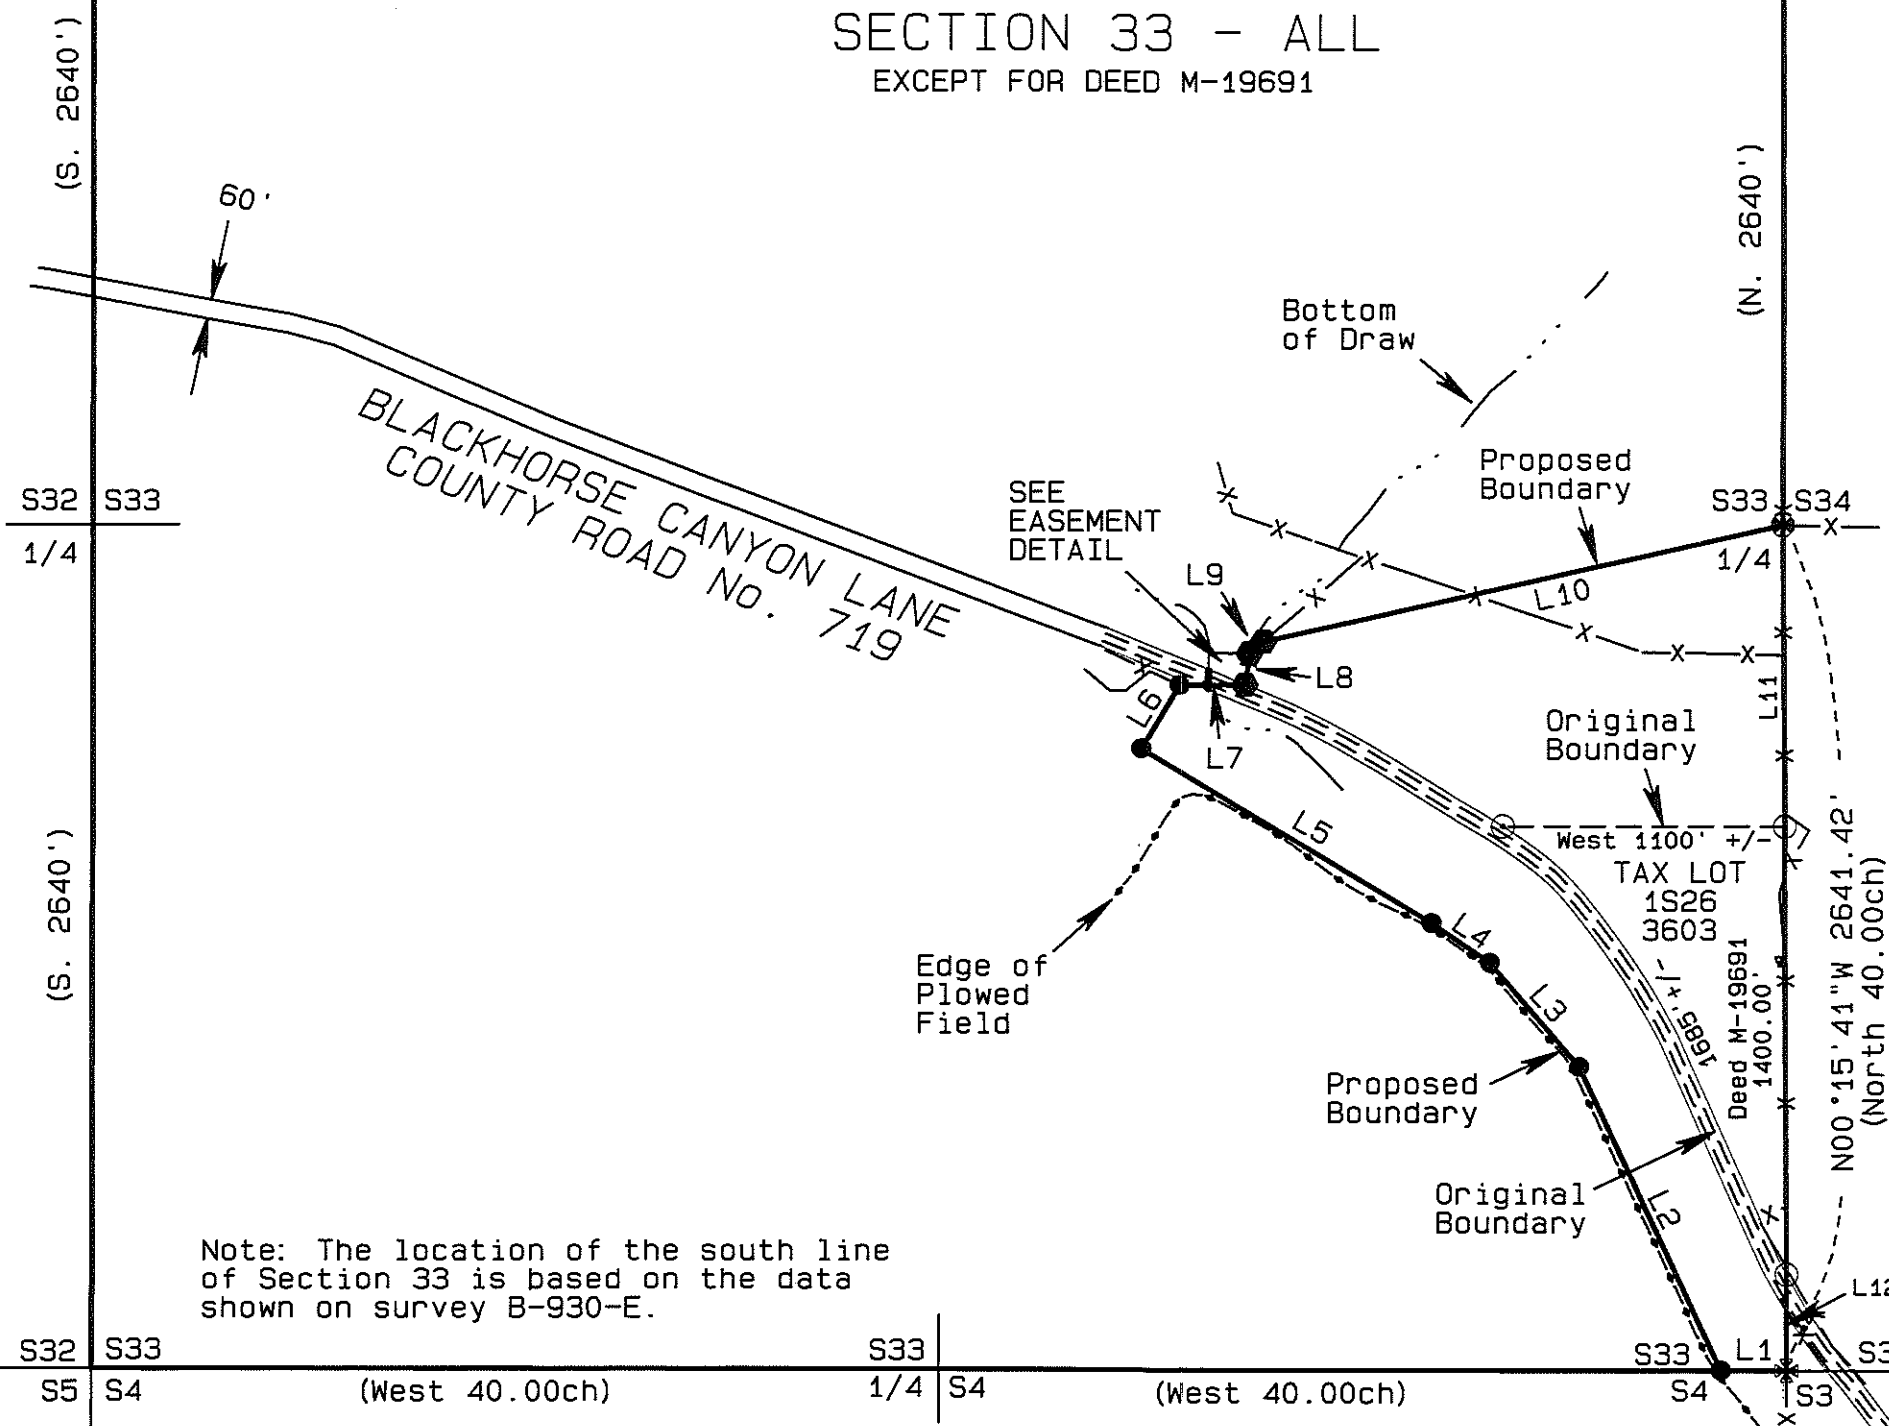 SECTION 33 - ALL
EXCEPT FOR DEED M-19691
(S. 2640')
(N. 2640')
60'
Bottom
of Draw
BLACKHORSE CANYON LANE
COUNTY ROAD No. 719
Proposed
Boundary
SEE
EASEMENT
DETAIL
S32 S33
1/4
S33 S34
1/4
L9
L10
L8
L6
L7
L11
Original
Boundary
L5
West 1100' +/-
TAX LOT
1S26
3603
L4
(S. 2640')
Edge of
Plowed
Field
L3
1685' +/-
Deed M-19691
1400.00'
N00°15'41"W 2641.42'
(North 40.00ch)
Proposed
Boundary
L2
Original
Boundary
Note: The location of the south line
of Section 33 is based on the data
shown on survey B-930-E.
L12
S32 S33
S5 S4
(West 40.00ch)
S33
1/4 S4
(West 40.00ch)
S33
S4
L1
S3
S3